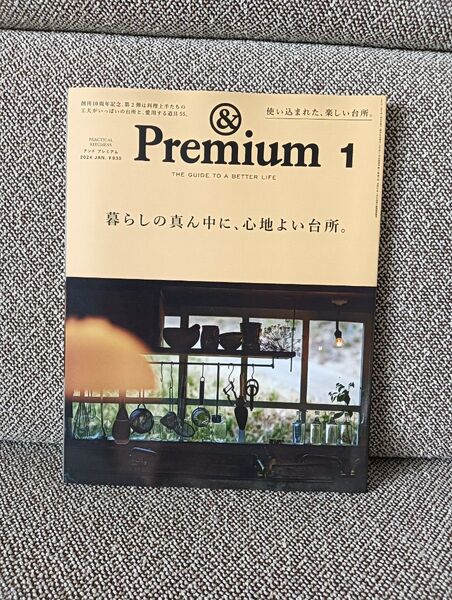 創刊10周年記念、第2弾は料理上手たちの
工夫がいっぱいの台所と、愛用する道具55。
使い込まれた、楽しい台所。
PRACTICAL
KITCHENS
アンド プレミアム
2024 JAN. ¥930
&
Premium 1
THE GUIDE TO A BETTER LIFE
暮らしの真ん中に、心地よい台所。